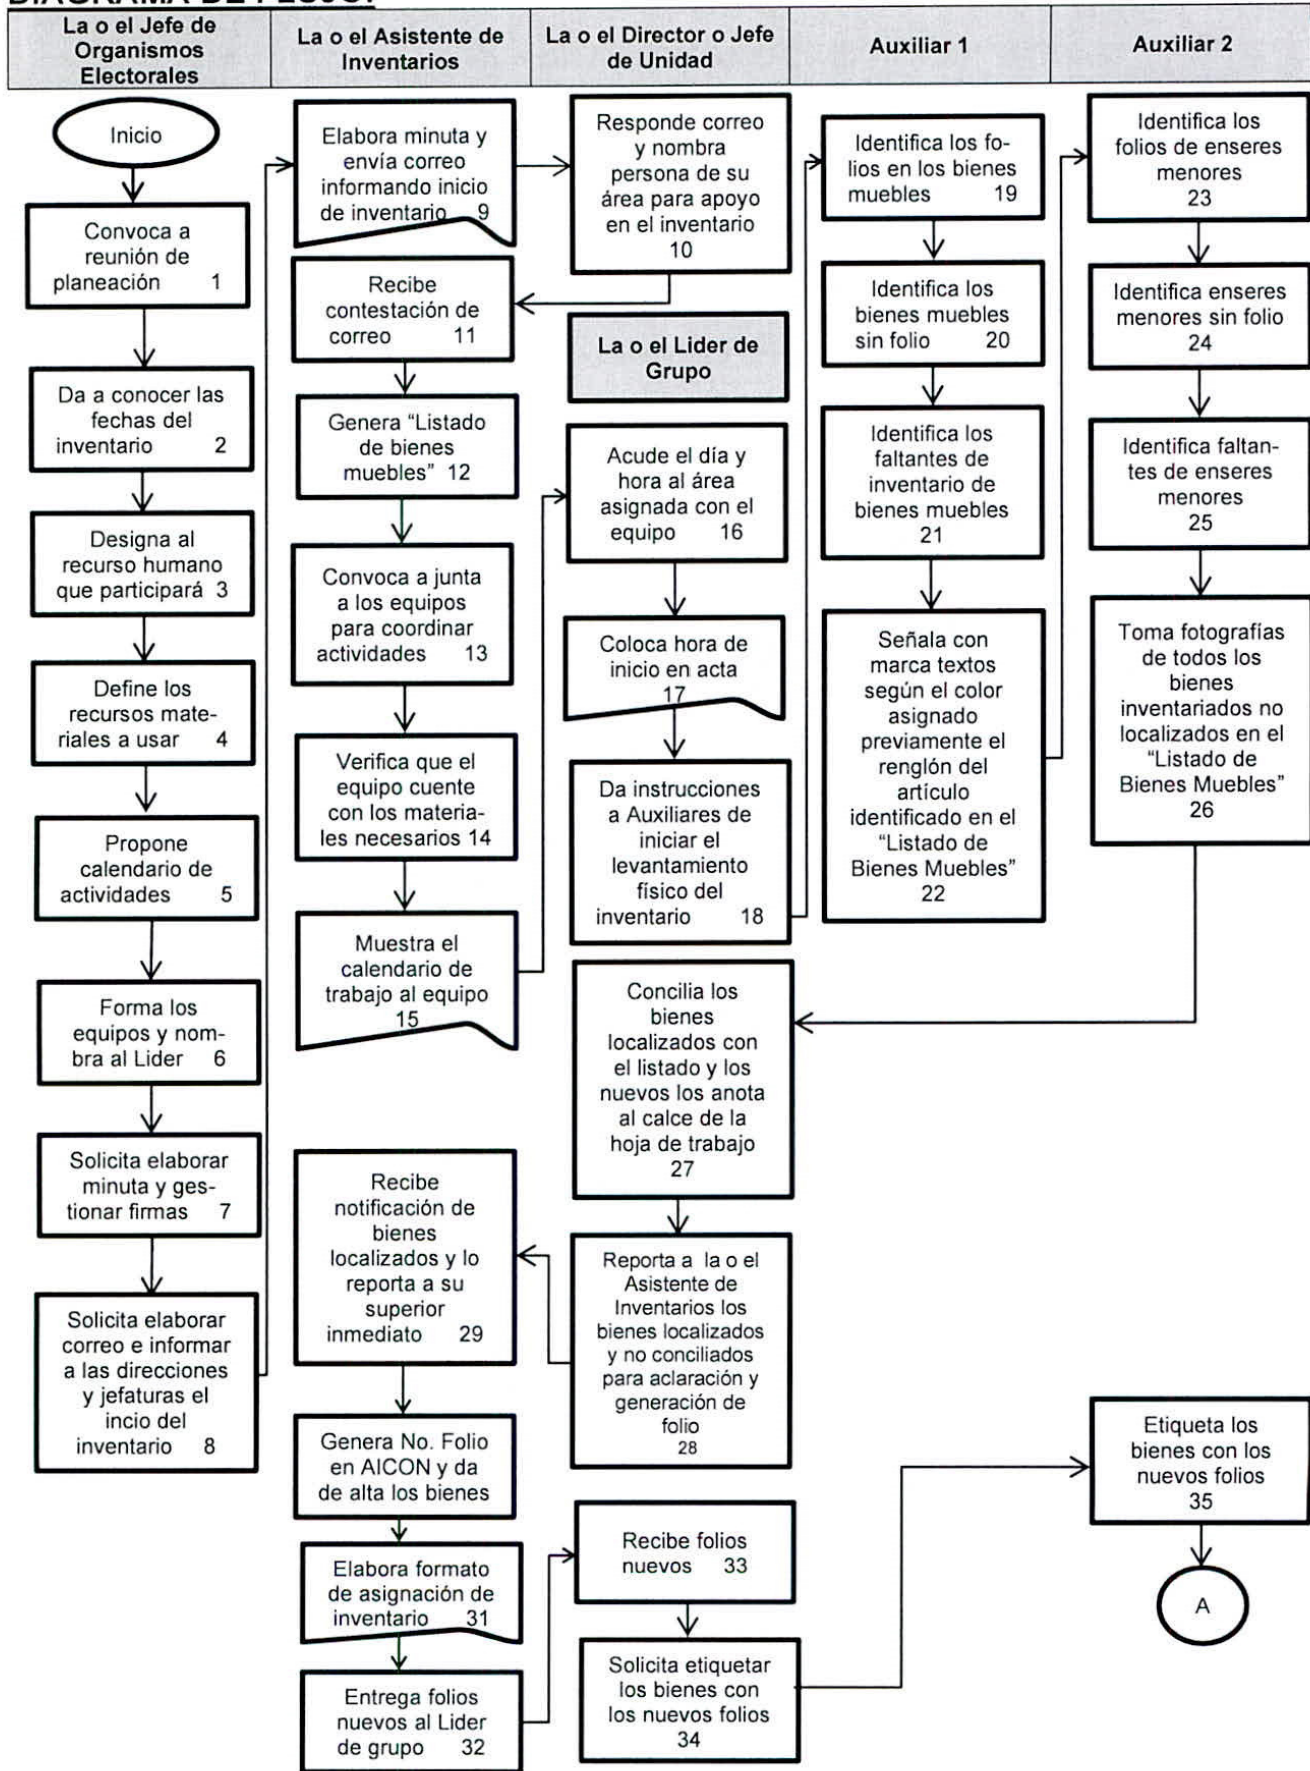 DIAGRAMA DE FLUJO:
La o el Jefe de
Organismos
Electorales
La o el Asistente de
Inventarios
La o el Director o Jefe
de Unidad
Auxiliar 1
Auxiliar 2
Inicio
Convoca a
reunión de
planeación 1
Da a conocer las
fechas del
inventario 2
Designa al
recurso humano
que participará 3
Define los
recursos mate-
riales a usar 4
Propone
calendario de
actividades 5
Forma los
equipos y nom-
bra al Lider 6
Solicita elaborar
minuta y ges-
tionar firmas 7
Solicita elaborar
correo e informar
a las direcciones
y jefaturas el
incio del
inventario 8
Elabora minuta y
envía correo
informando inicio
de inventario 9
Responde correo
y nombra
persona de su
área para apoyo
en el inventario
10
Recibe
contestación de
correo 11
Genera “Listado
de bienes
muebles” 12
Convoca a junta
a los equipos
para coordinar
actividades 13
Verifica que el
equipo cuente
con los materia-
les necesarios 14
Muestra el
calendario de
trabajo al equipo
15
La o el Lider de
Grupo
Acude el día y
hora al área
asignada con el
equipo 16
Coloca hora de
inicio en acta
17
Da instrucciones
a Auxiliares de
iniciar el
levantamiento
físico del
inventario 18
Identifica los fo-
lios en los bienes
muebles 19
Identifica los
bienes muebles
sin folio 20
Identifica los
faltantes de
inventario de
bienes muebles
21
Señala con
marca textos
según el color
asignado
previamente el
renglón del
artículo
identificado en el
“Listado de
Bienes Muebles”
22
Identifica los
folios de enseres
menores
23
Identifica enseres
menores sin folio
24
Identifica faltan-
tes de enseres
menores
25
Toma fotografías
de todos los
bienes
inventariados no
localizados en el
“Listado de
Bienes Muebles”
26
Concilia los
bienes
localizados con
el listado y los
nuevos los anota
al calce de la
hoja de trabajo
27
Reporta a la o el
Asistente de
Inventarios los
bienes localizados
y no conciliados
para aclaración y
generación de
folio
28
Recibe
notificación de
bienes
localizados y lo
reporta a su
superior
inmediato 29
Genera No. Folio
en AICON y da
de alta los bienes
Elabora formato
de asignación de
inventario 31
Entrega folios
nuevos al Lider
de grupo 32
Recibe folios
nuevos 33
Solicita etiquetar
los bienes con
los nuevos folios
34
Etiqueta los
bienes con los
nuevos folios
35
A